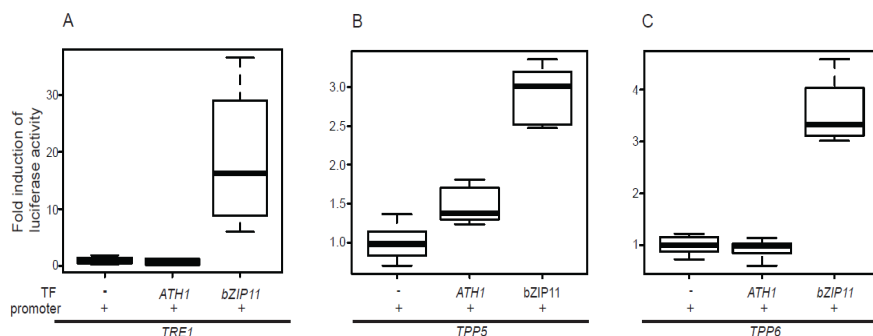 A B C
Fold induction of
luciferase activity
30
20
10
0
3.0
2.5
2.0
1.5
1.0
4
3
2
1
TF - ATH1 bZIP11 - ATH1 bZIP11 - ATH1 bZIP11
promoter + + + + + + + + +
TRE1 TPP5 TPP6